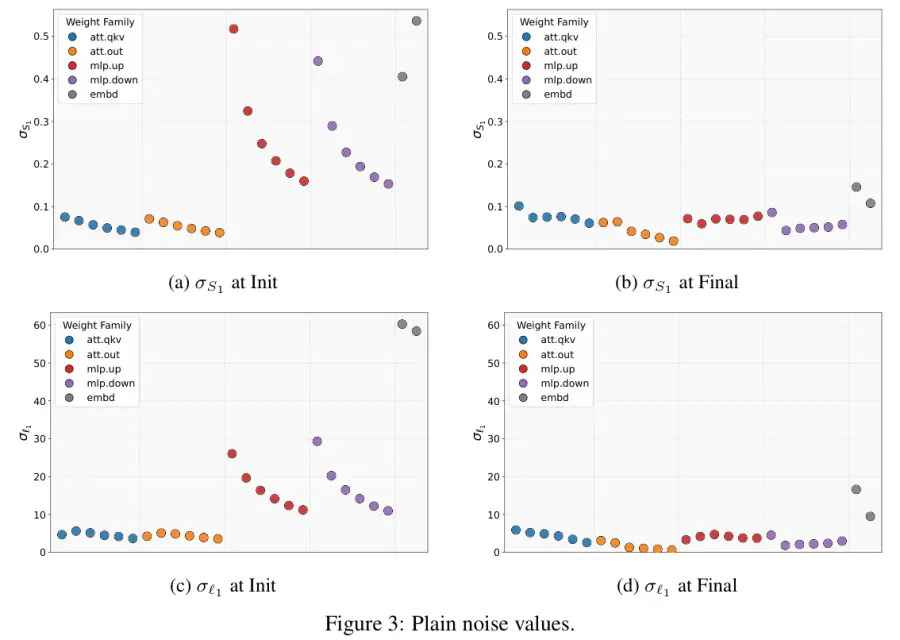 Weight Family
att.qkv
att.out
mlp.up
mlp.down
embd
σS₁
0.5
0.4
0.3
0.2
0.1
0.0
(a) σS₁ at Init
Weight Family
att.qkv
att.out
mlp.up
mlp.down
embd
σS₁
0.5
0.4
0.3
0.2
0.1
0.0
(b) σS₁ at Final
Weight Family
att.qkv
att.out
mlp.up
mlp.down
embd
σℓ₁
60
50
40
30
20
10
0
(c) σℓ₁ at Init
Weight Family
att.qkv
att.out
mlp.up
mlp.down
embd
σℓ₁
60
50
40
30
20
10
0
(d) σℓ₁ at Final
Figure 3: Plain noise values.